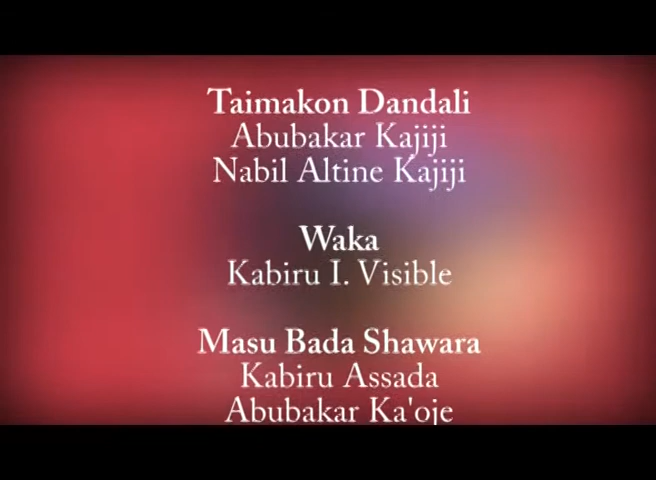 Taimakon Dandali
Abubakar Kajiji
Nabil Altine Kajiji
Waka
Kabiru I. Visible
Masu Bada Shawara
Kabiru Assada
Abubakar Ka'oje